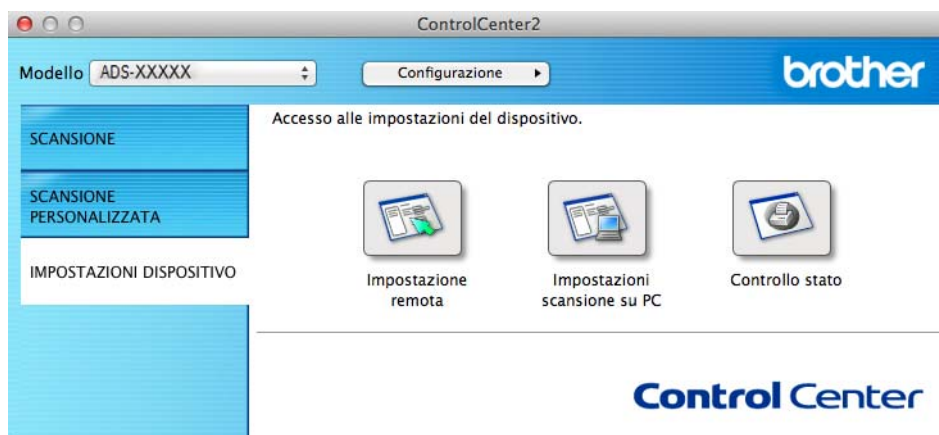 ControlCenter2
Modello ADS-XXXXX Configurazione
brother
SCANSIONE
SCANSIONE
PERSONALIZZATA
IMPOSTAZIONI DISPOSITIVO
Accesso alle impostazioni del dispositivo.
Impostazione
remota
Impostazioni
scansione su PC
Controllo stato
Control Center